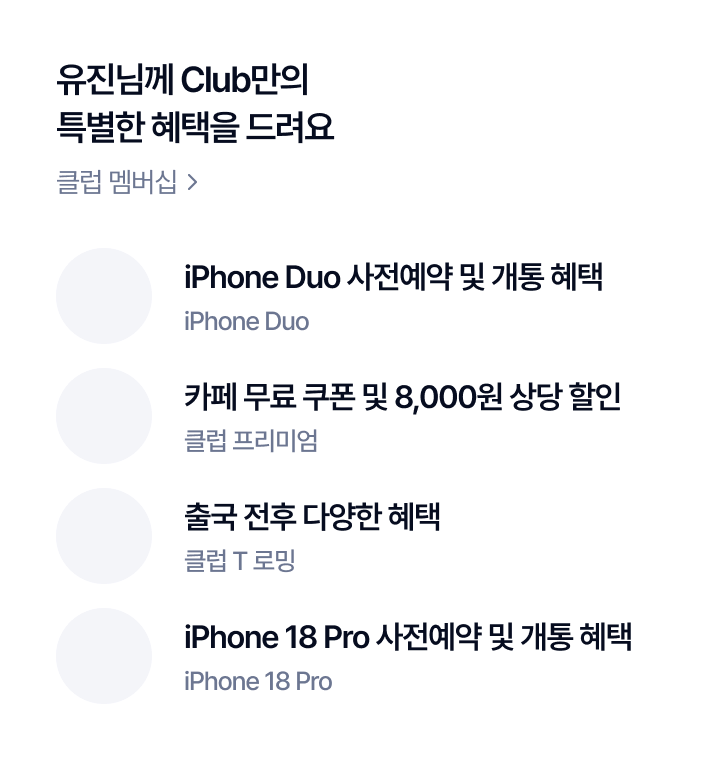 유진님께 Club만의
특별한 혜택을 드려요
클럽 멤버십 >
iPhone Duo 사전예약 및 개통 혜택
iPhone Duo
카페 무료 쿠폰 및 8,000원 상당 할인
클럽 프리미엄
출국 전후 다양한 혜택
클럽 T 로밍
iPhone 18 Pro 사전예약 및 개통 혜택
iPhone 18 Pro